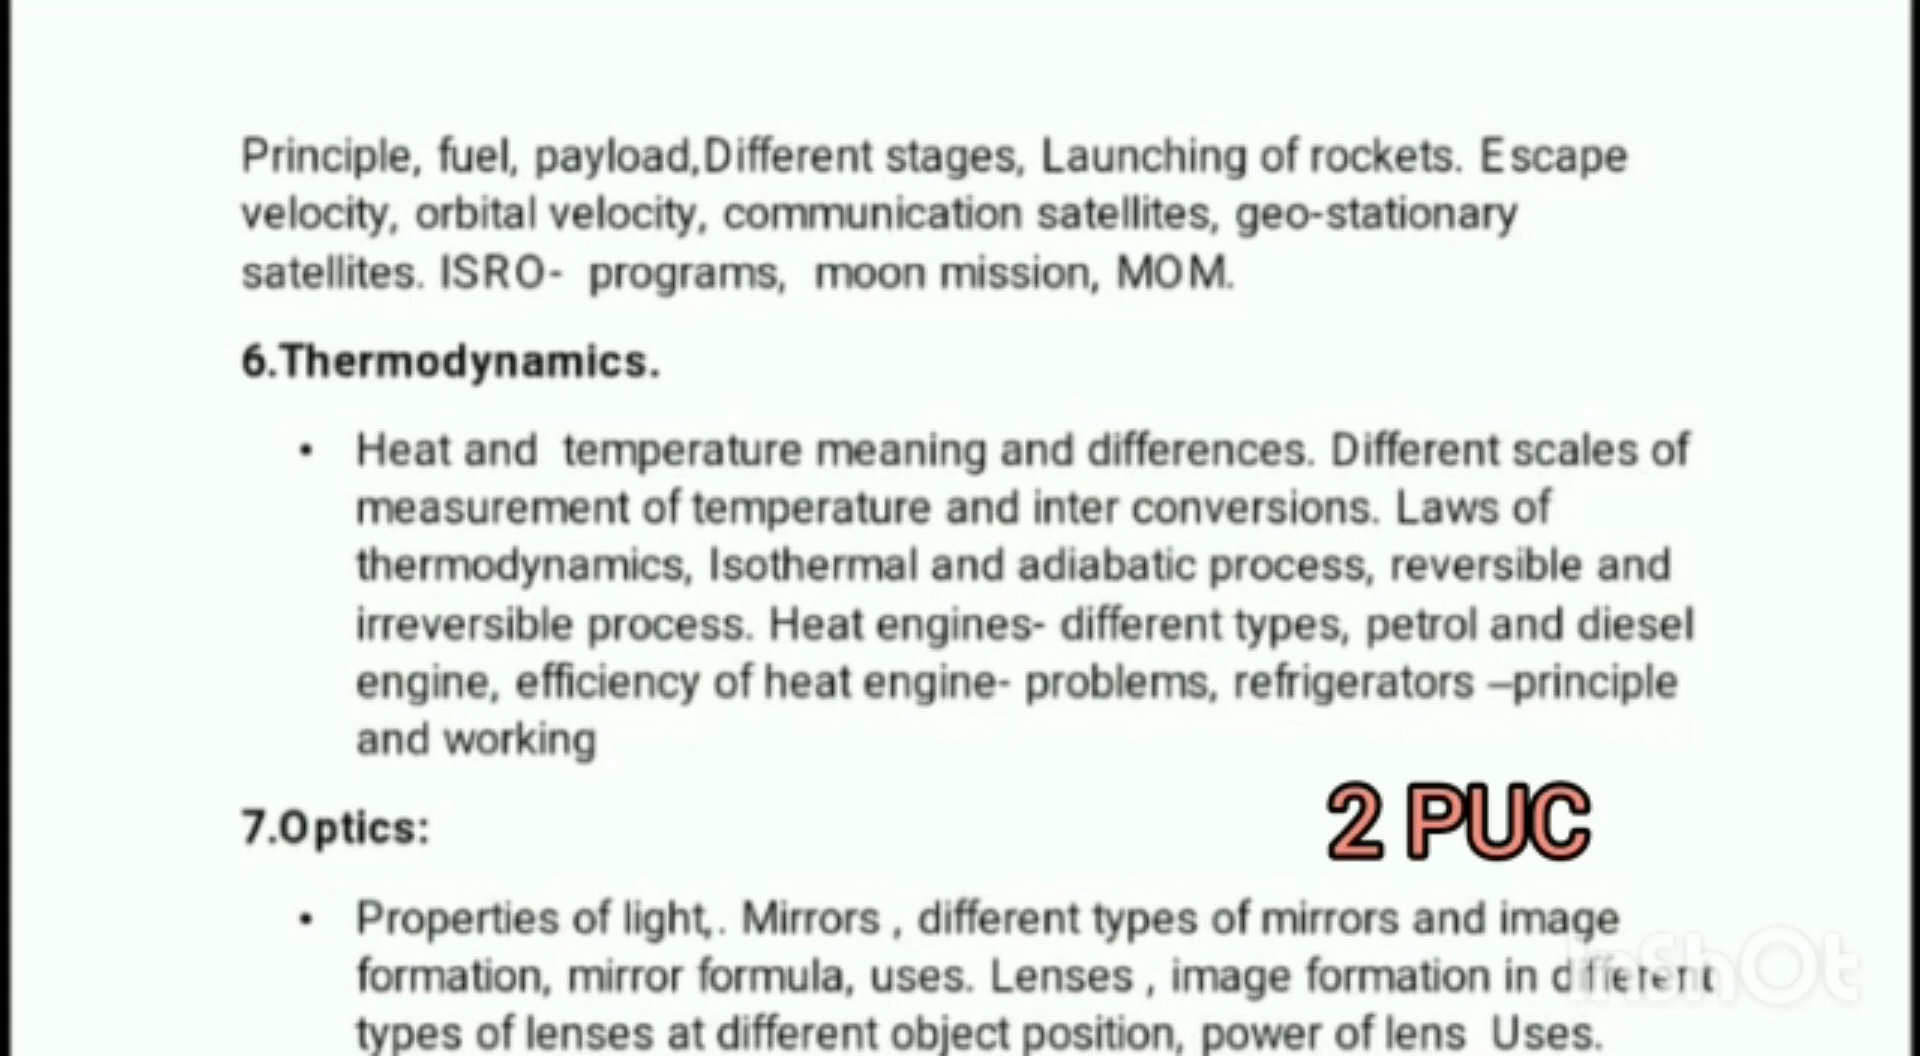 Principle, fuel, payload,Different stages, Launching of rockets. Escape
velocity, orbital velocity, communication satellites, geo-stationary
satellites. ISRO-  programs,  moon mission, MOM.
6.Thermodynamics.
• Heat and  temperature meaning and differences. Different scales of
measurement of temperature and inter conversions. Laws of
thermodynamics, Isothermal and adiabatic process, reversible and
irreversible process. Heat engines- different types, petrol and diesel
engine, efficiency of heat engine- problems, refrigerators –principle
and working
2 PUC
7.Optics:
• Properties of light,. Mirrors , different types of mirrors and image
formation, mirror formula, uses. Lenses , image formation in different
types of lenses at different object position, power of lens  Uses.
InShOt